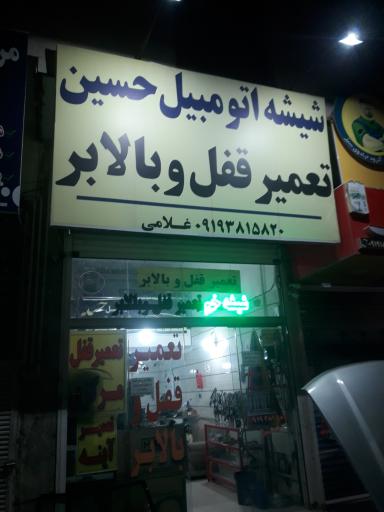 شیشه اتومبیل حسین
تعمیر قفل و بالابر
۰۹۱۹۳۸۱۵۸۲۰ غلامی
تعمیر قفل و بالابر
تعمیر قفل و بالابر
تعمیر
قفل و
بالابر
تعمیر قفل
تعمیر
آینه